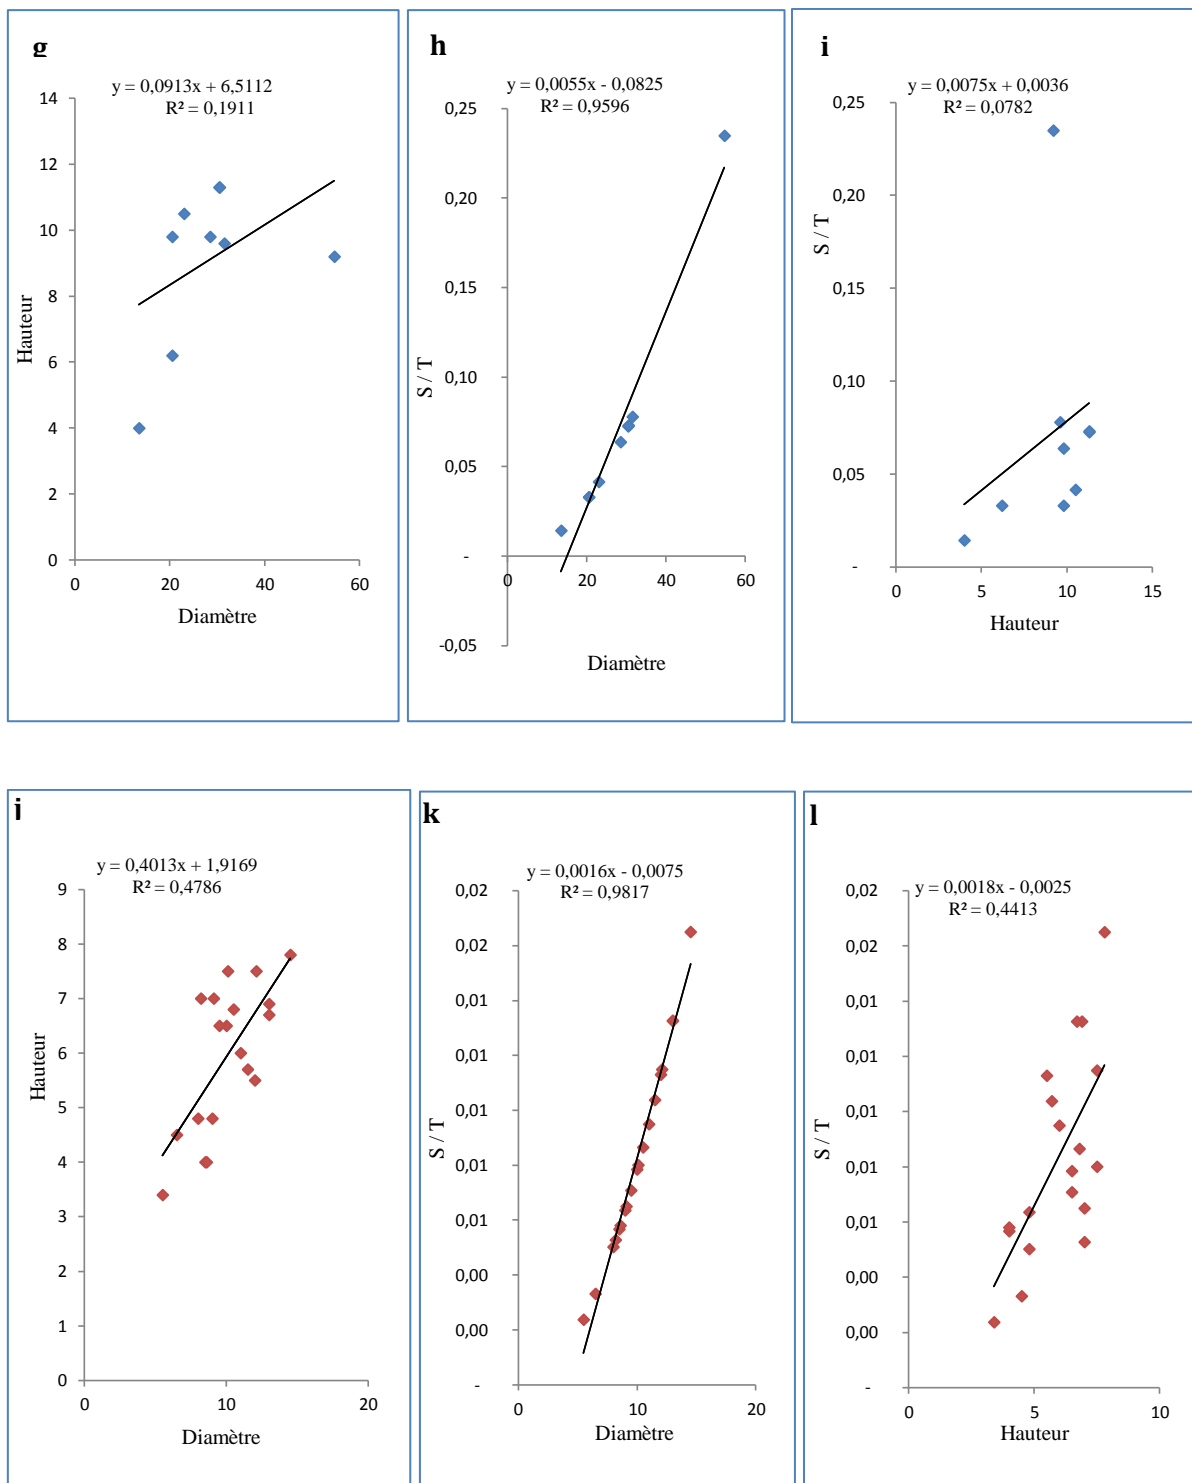 g
y = 0,0913x + 6,5112
R² = 0,1911
14
12
10
8
6
4
2
0
0 20 40 60
Hauteur
Diamètre
h
y = 0,0055x - 0,0825
R² = 0,9596
0,25
0,20
0,15
0,10
0,05
-
-0,05
0 20 40 60
S / T
Diamètre
i
y = 0,0075x + 0,0036
R² = 0,0782
0,25
0,20
0,15
0,10
0,05
-
0 5 10 15
S / T
Hauteur
j
y = 0,4013x + 1,9169
R² = 0,4786
9
8
7
6
5
4
3
2
1
0
0 10 20
Hauteur
Diamètre
k
y = 0,0016x - 0,0075
R² = 0,9817
0,02
0,02
0,01
0,01
0,01
0,01
0,01
0,00
0,00
-
0 10 20
S / T
Diamètre
l
y = 0,0018x - 0,0025
R² = 0,4413
0,02
0,02
0,01
0,01
0,01
0,01
0,01
0,00
0,00
-
0 5 10
S / T
Hauteur